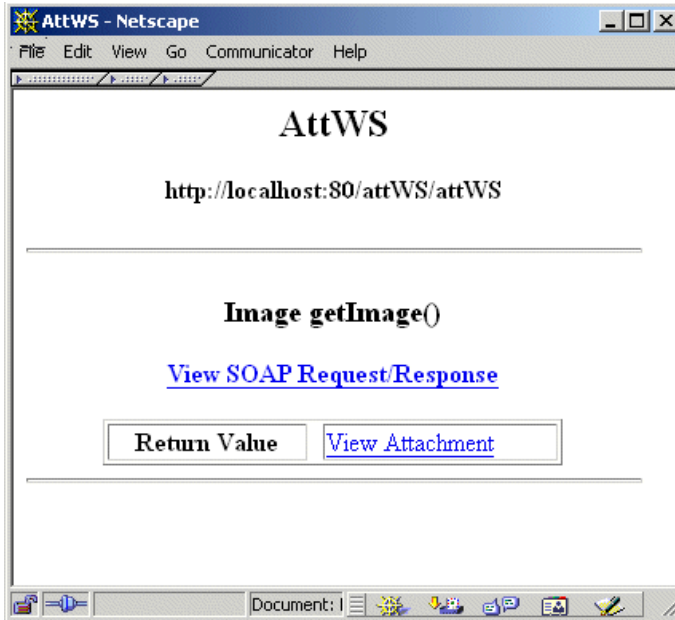 AttWS - Netscape
File Edit View Go Communicator Help
AttWS
http://localhost:80/attWS/attWS
Image getImage()
View SOAP Request/Response
Return Value View Attachment
Document: